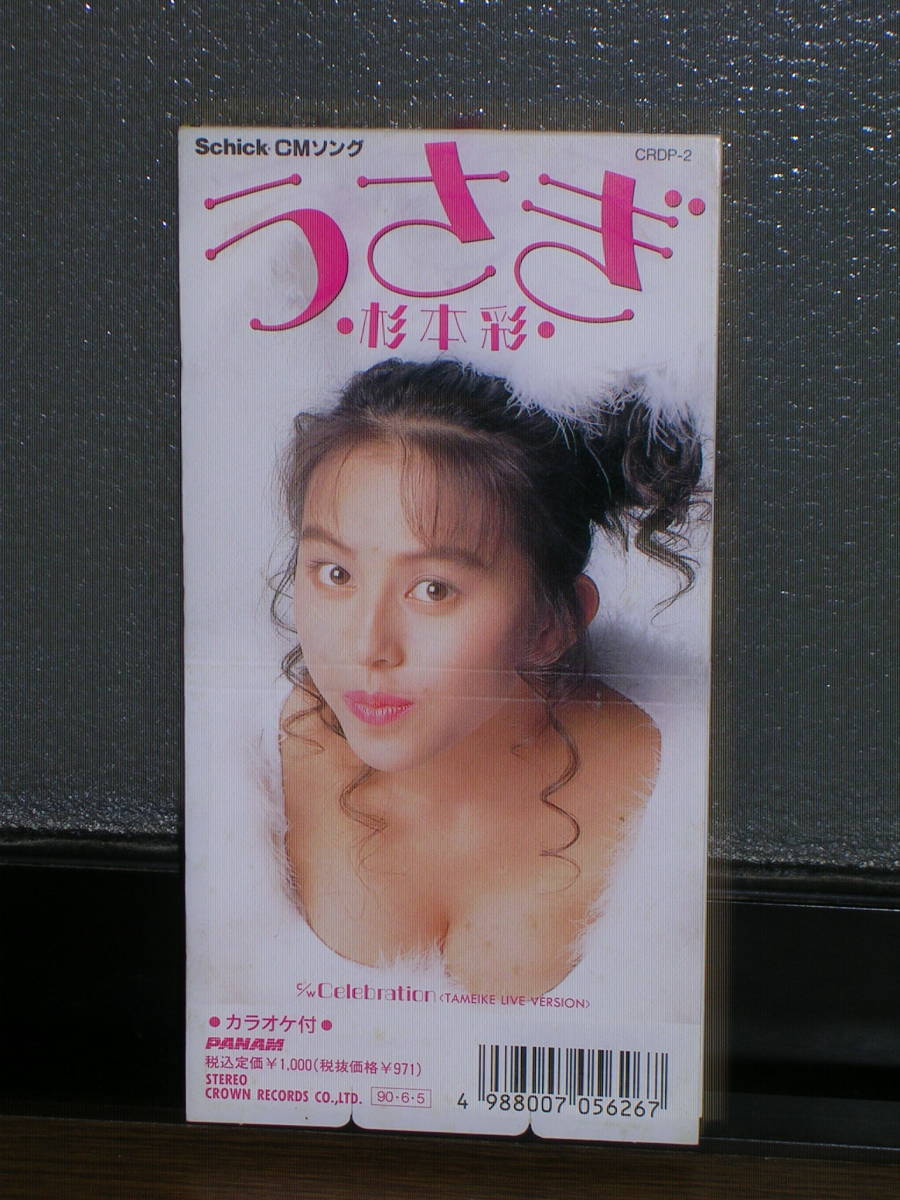 Schick・CMソング
CRDP-2
うさぎ
・杉本彩・
c/w Celebration〈TAMEIKE LIVE VERSION〉
●カラオケ付●
PANAM
税込定価¥1,000(税抜価格¥971)
STEREO
CROWN RECORDS CO.,LTD. 90・6・5
4 988007 056267